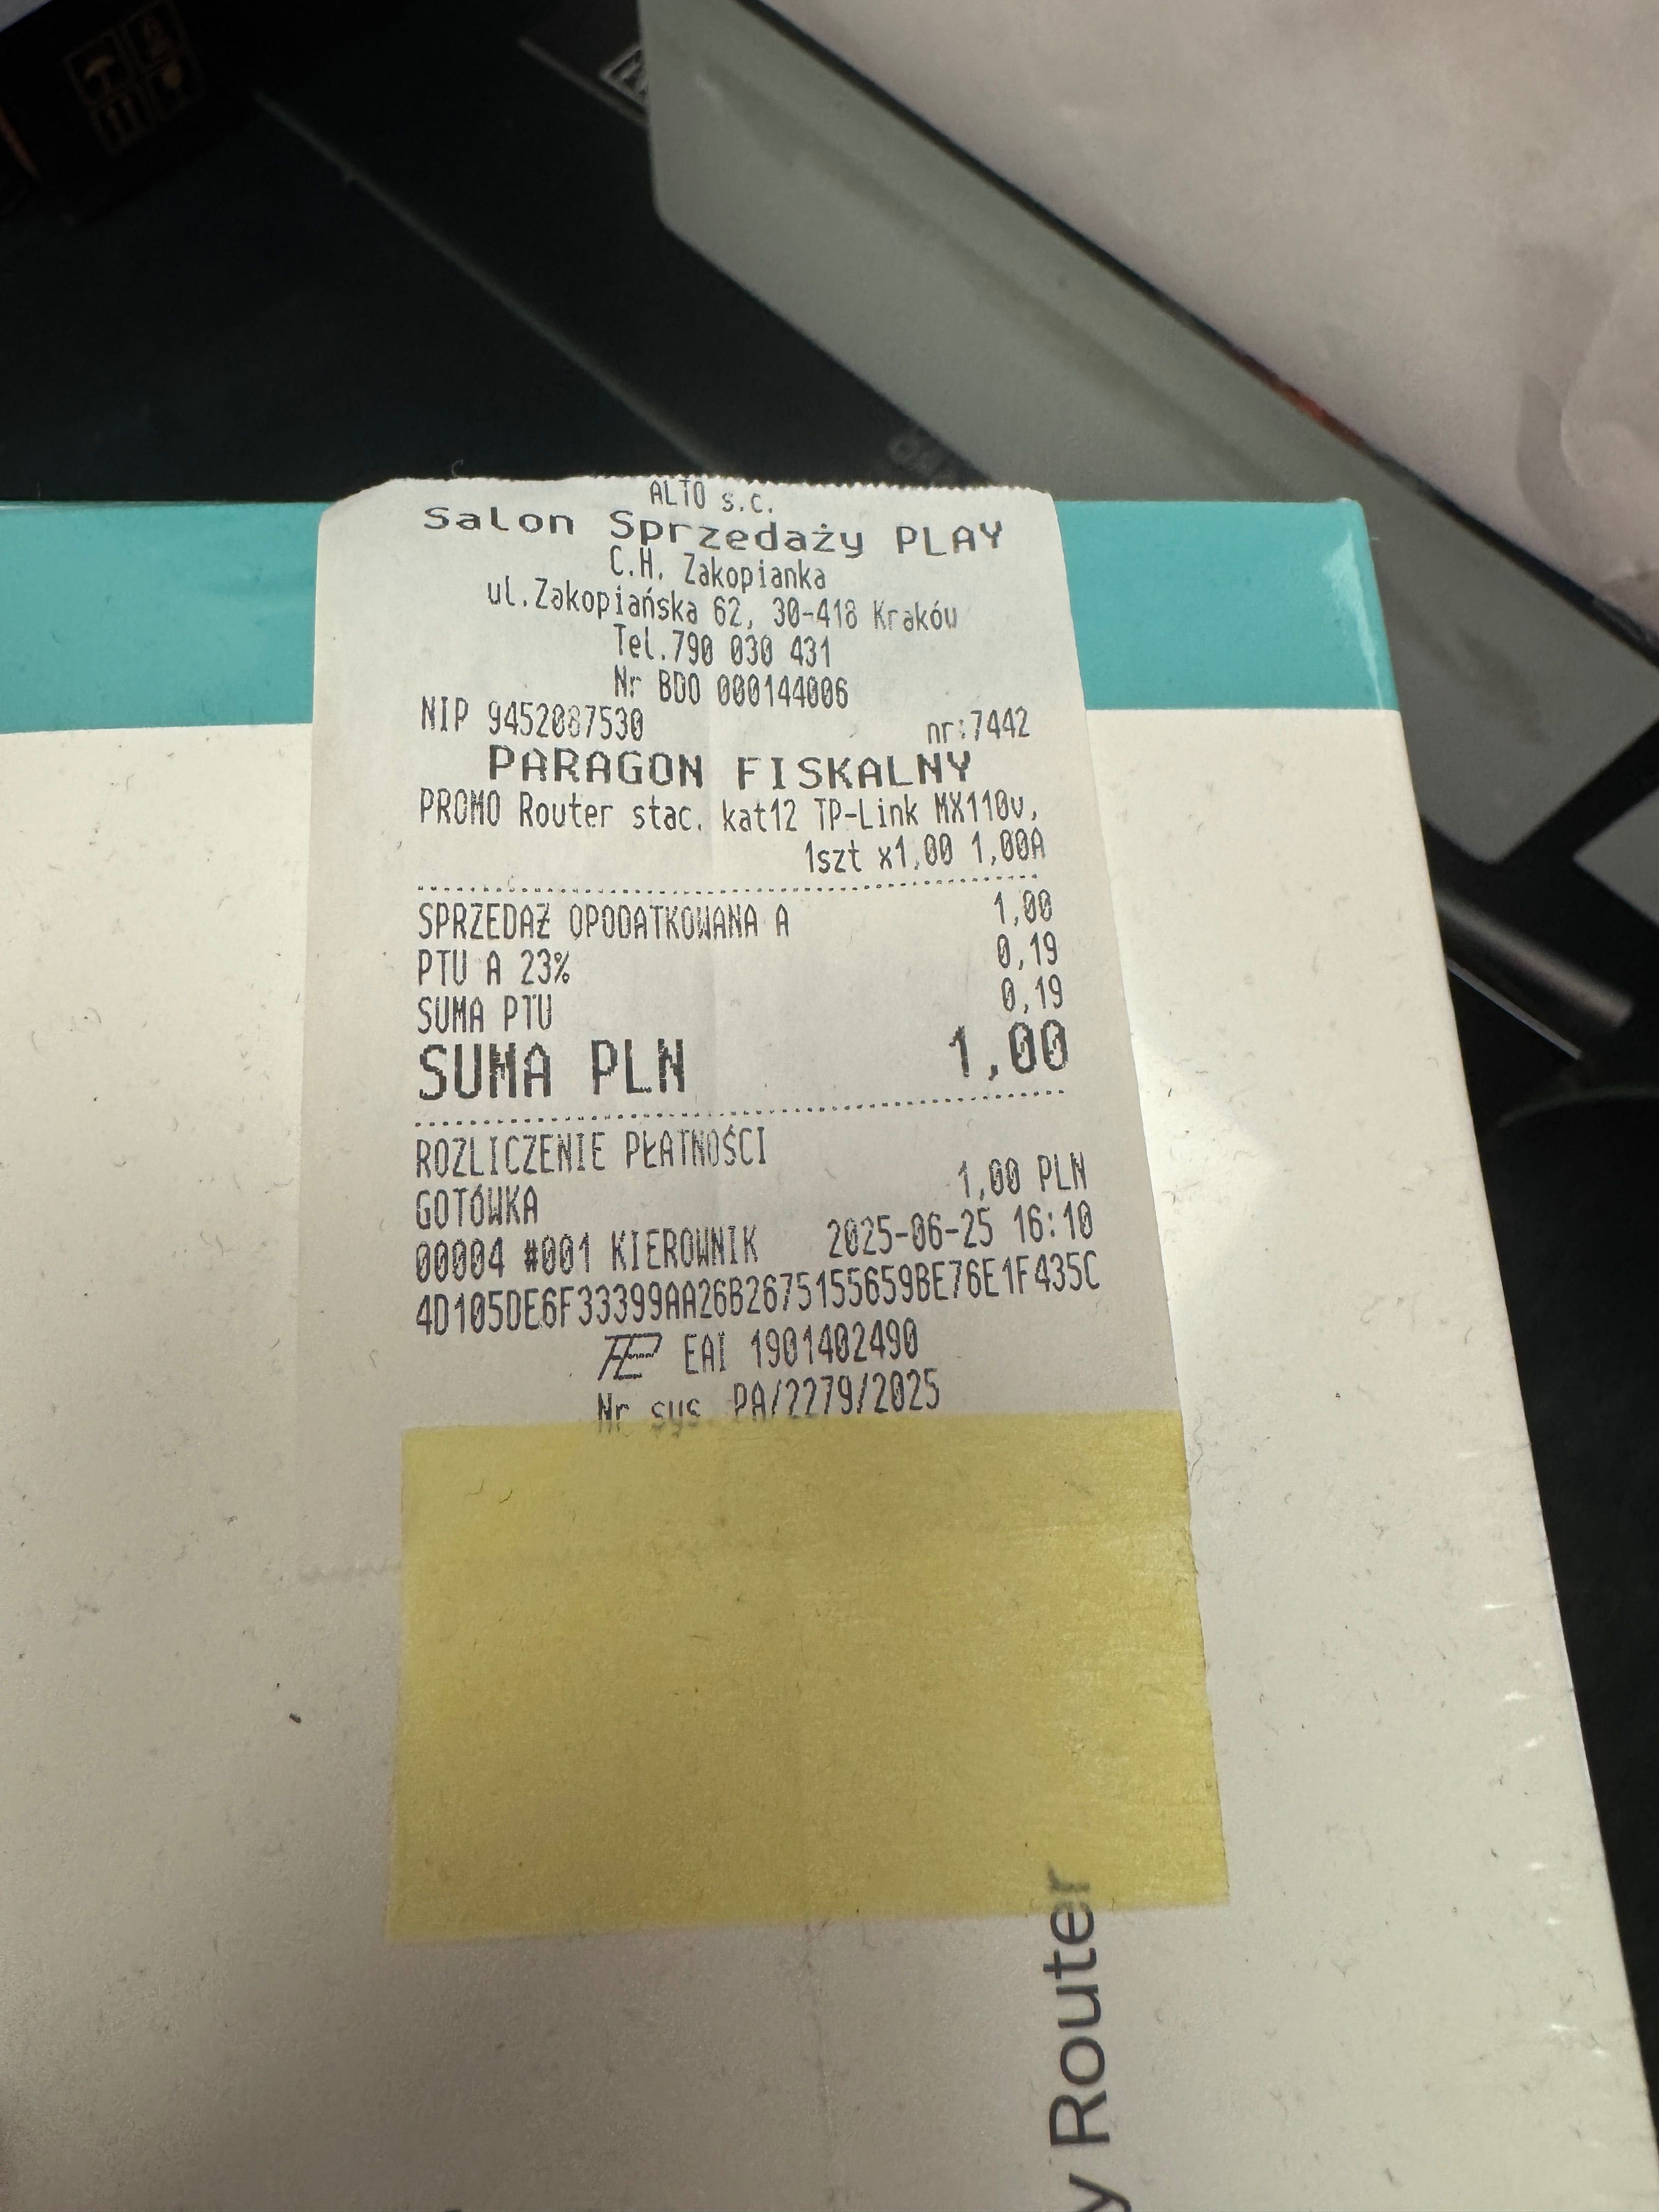 ALTO s.c.
Salon Sprzedaży PLAY
C.H. Zakopianka
ul.Zakopiańska 62, 30-418 Kraków
Tel.790 030 431
Nr BDO 000144006
NIP 9452087530 nr:7442
PARAGON FISKALNY
PROMO Router stac. kat12 TP-Link MX110v,
1szt x1,00 1,00A
SPRZEDAŻ OPODATKOWANA A 1,00
PTU A 23% 0,19
SUMA PTU 0,19
SUMA PLN 1,00
ROZLICZENIE PŁATNOŚCI
GOTÓWKA 1,00 PLN
00004 #001 KIEROWNIK 2025-06-25 16:10
4D105DE6F33399AA26B2675155659BE76E1F435C
EAI 1901402490
Nr sys. PA/2279/2025
y Router